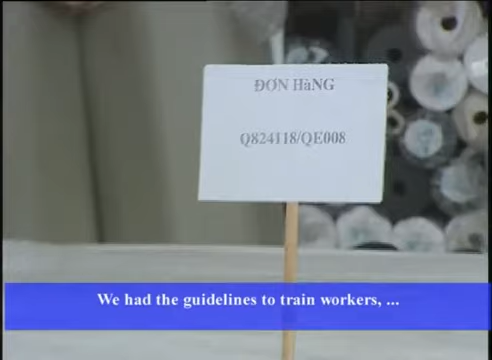 ĐƠN HàNG
Q824118/QE008
We had the guidelines to train workers, ...